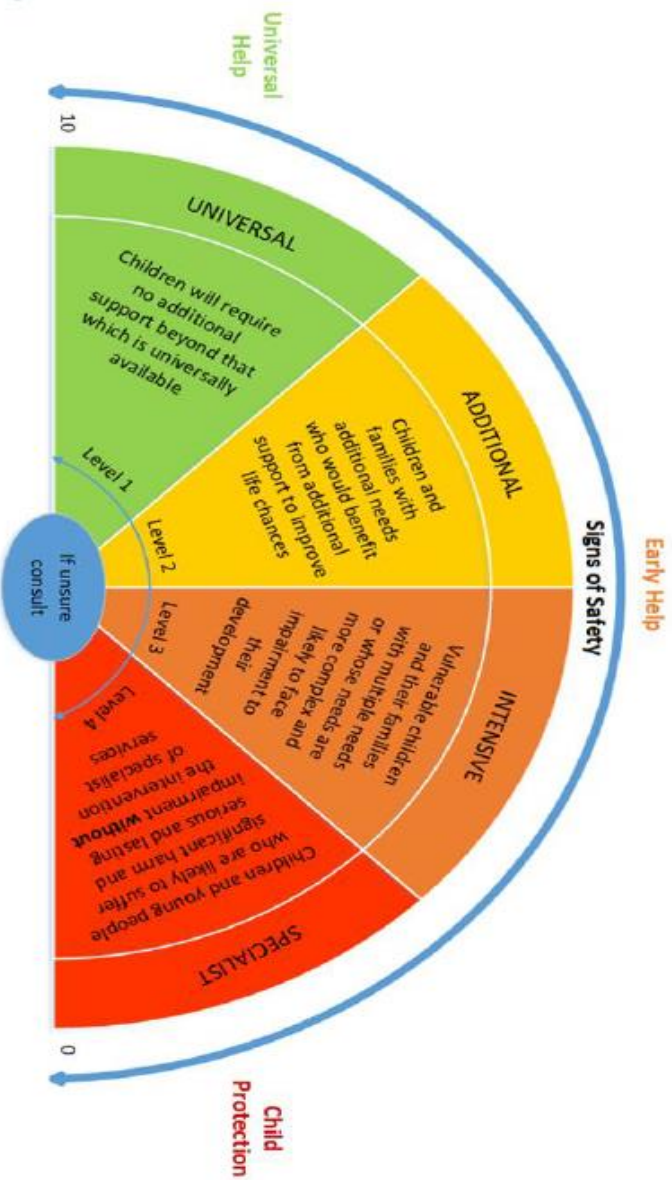 Early Help
Signs of Safety
Universal
Help
Child
Protection
10
0
UNIVERSAL
Children will require
no additional
support beyond that
which is universally
available
Level 1
ADDITIONAL
Children and
families with
additional needs
who would benefit
from additional
support to improve
life chances
Level 2
INTENSIVE
Vulnerable children
and their families
with multiple needs
or whose needs are
more complex and
likely to face
impairment to
their
development
Level 3
SPECIALIST
Children and young people
who are likely to suffer
significant harm and
serious and lasting
impairment without
the intervention
of specialist
services
Level 4
If unsure
consult